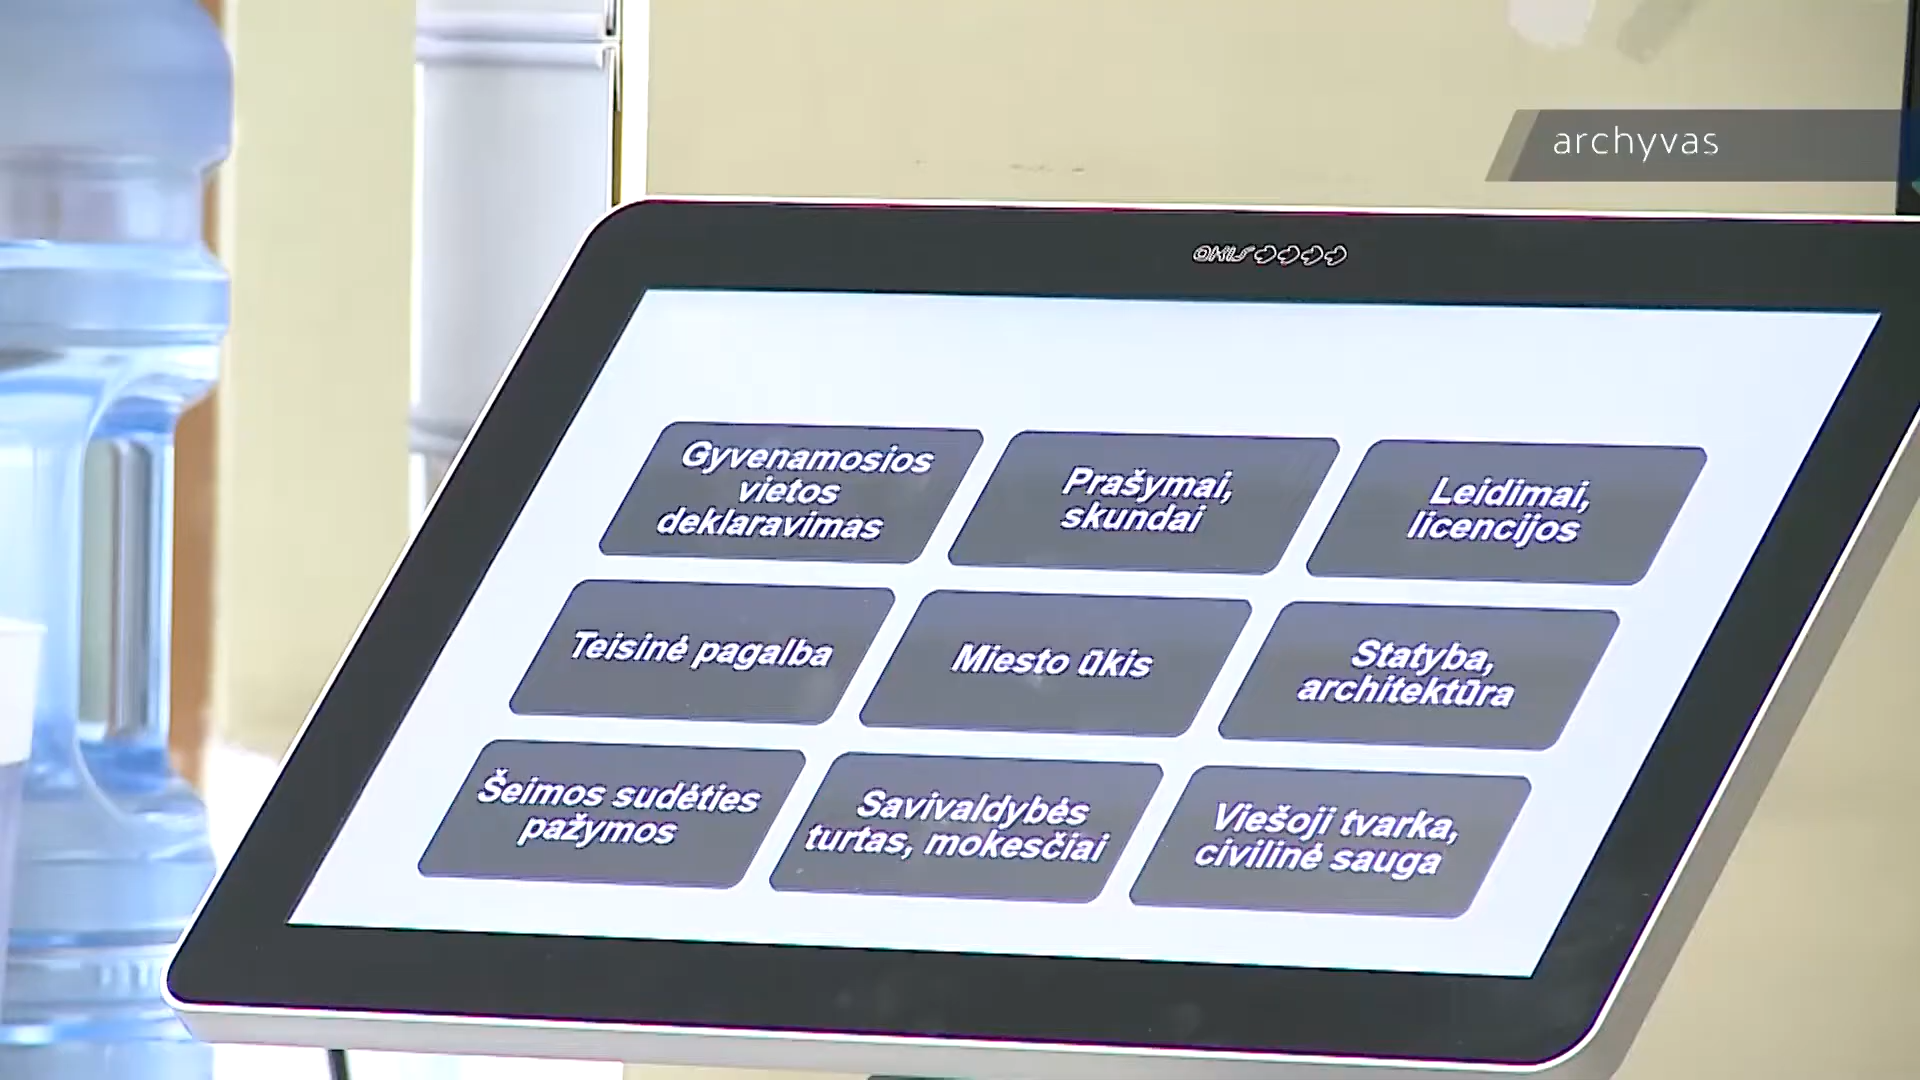 archyvas
Gyvenamosios
vietos
deklaravimas
Prašymai,
skundai
Leidimai,
licencijos
Teisinė pagalba
Miesto ūkis
Statyba,
architektūra
Šeimos sudėties
pažymos
Savivaldybės
turtas, mokesčiai
Viešoji tvarka,
civilinė sauga